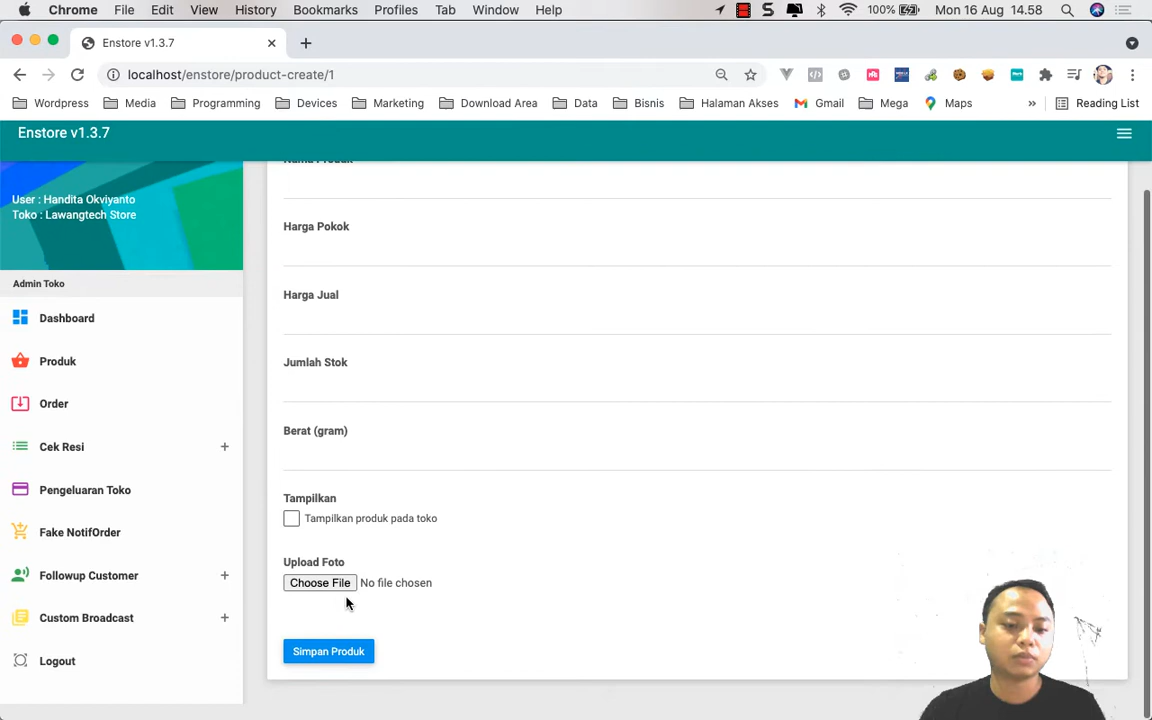 Chrome File Edit View History Bookmarks Profiles Tab Window Help 100% Mon 16 Aug 14.58
Enstore v1.3.7
localhost/enstore/product-create/1
Wordpress Media Programming Devices Marketing Download Area Data Bisnis Halaman Akses Gmail Mega Maps » Reading List
Enstore v1.3.7
User : Handita Okviyanto
Toko : Lawangtech Store
Admin Toko
Dashboard
Produk
Order
Cek Resi +
Pengeluaran Toko
Fake NotifOrder
Followup Customer +
Custom Broadcast +
Logout
Nama Produk
Harga Pokok
Harga Jual
Jumlah Stok
Berat (gram)
Tampilkan
Tampilkan produk pada toko
Upload Foto
Choose File No file chosen
Simpan Produk